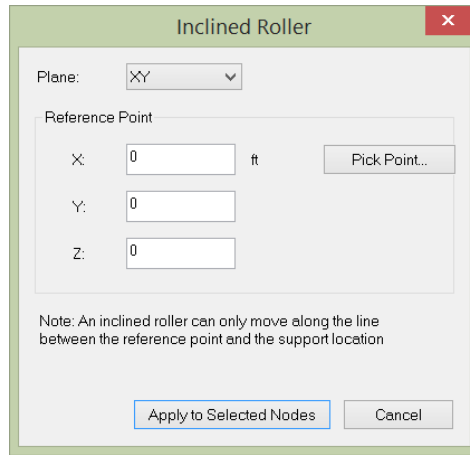 Inclined Roller
x
Plane: XY
Reference Point
X: 0 ft Pick Point...
Y: 0
Z: 0
Note: An inclined roller can only move along the line
between the reference point and the support location
Apply to Selected Nodes Cancel